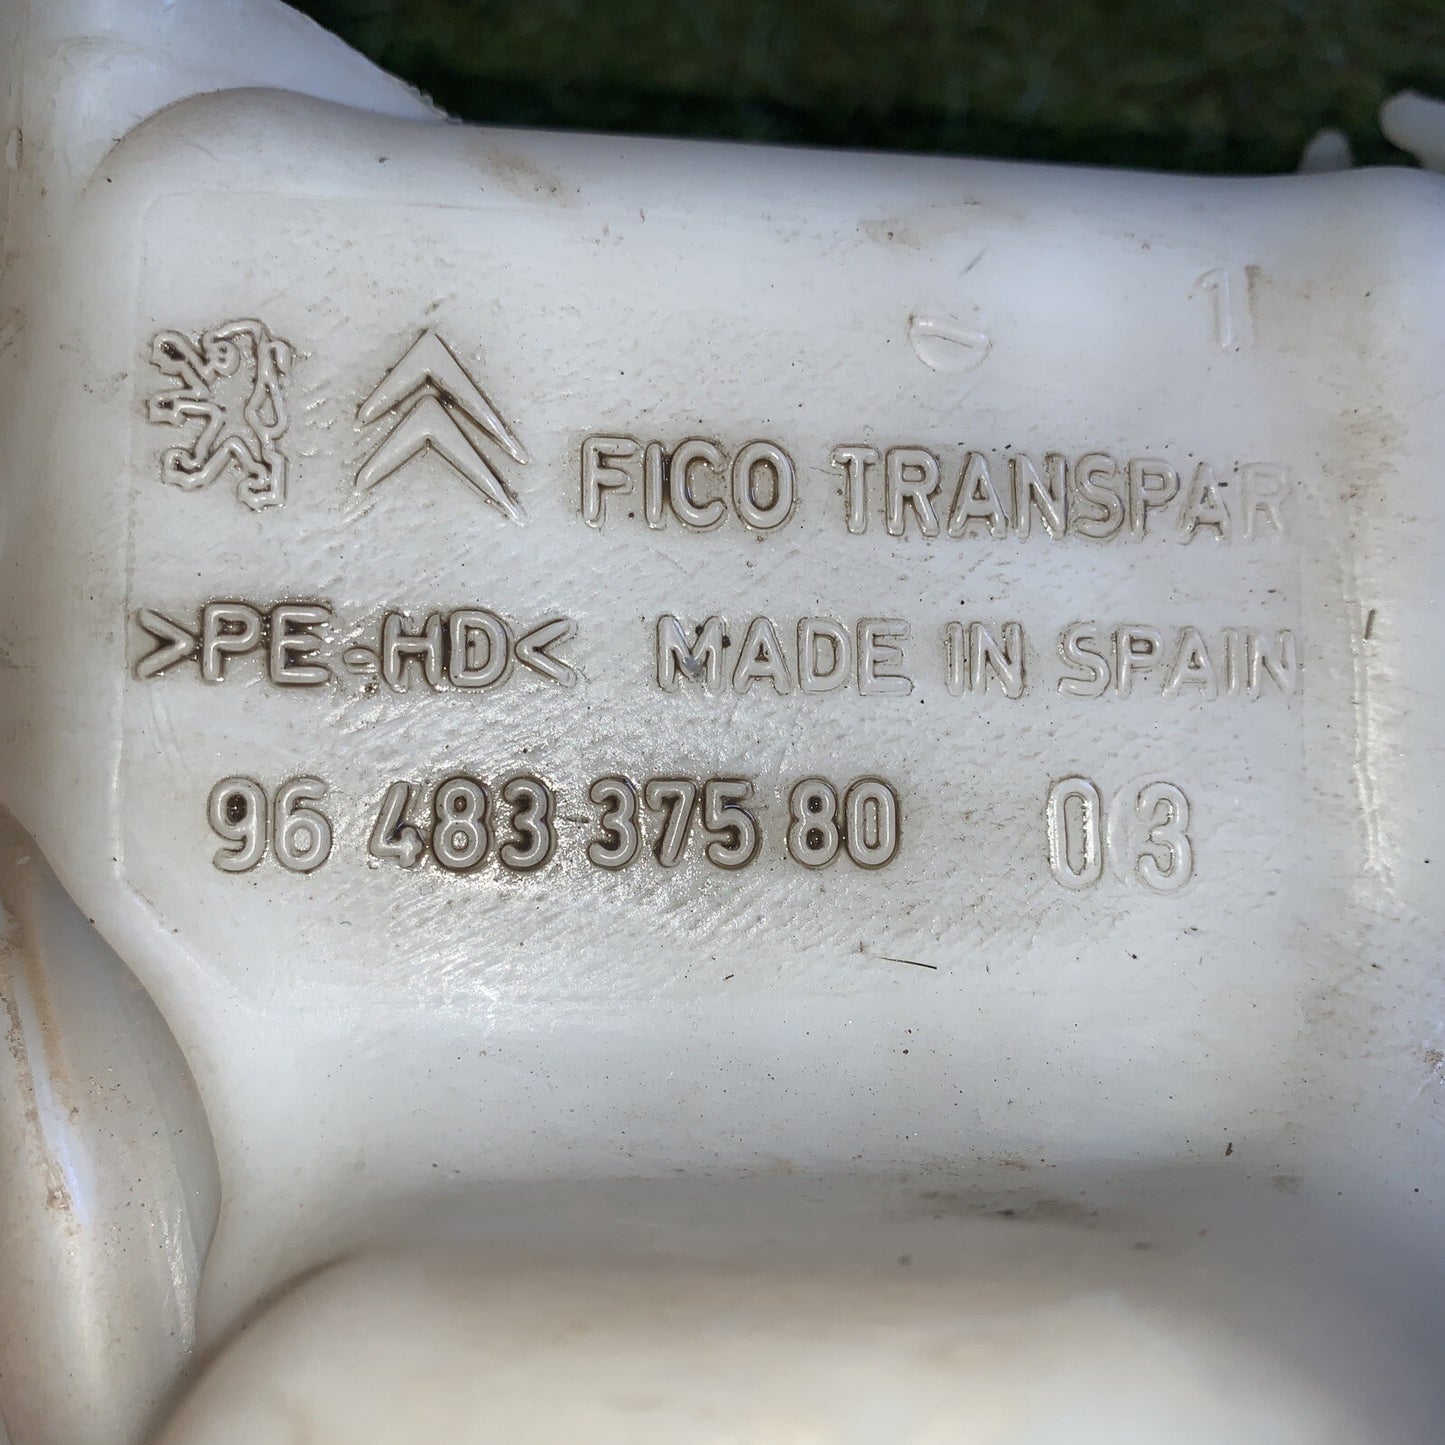 1
FICO TRANSPAR
>PE-HD< MADE IN SPAIN
96 483 375 80 03